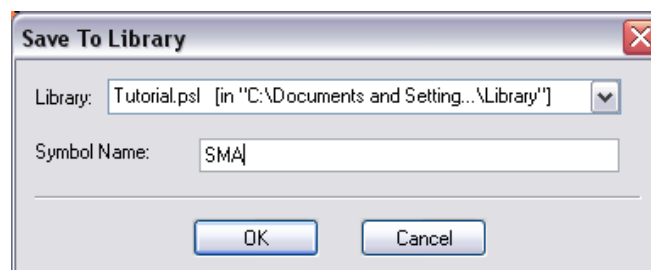 Save To Library
Library: Tutorial.psl [in "C:\Documents and Setting...\Library"]
Symbol Name: SMA
OK Cancel